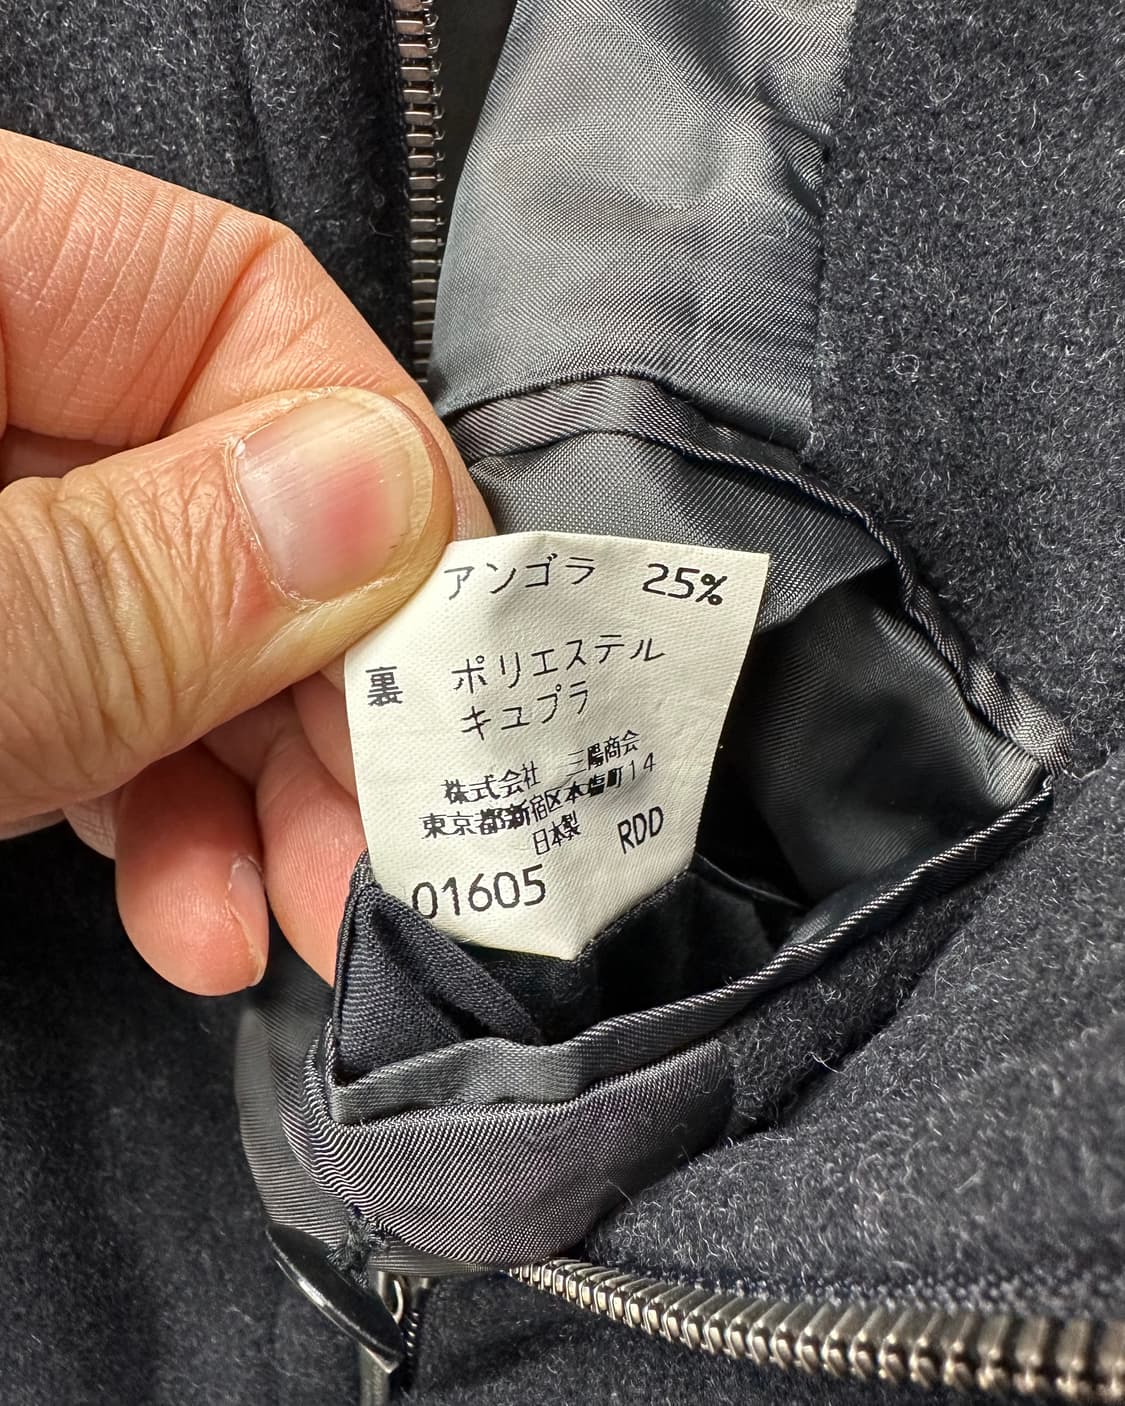 アンゴラ 25%
裏 ポリエステル
キュプラ
株式会社 三陽商会
東京都新宿区本塩町14
日本製 RDD
01605